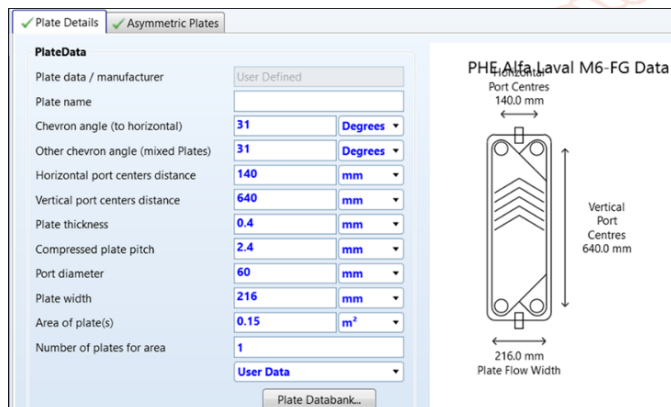 Plate Details Asymmetric Plates
PlateData
Plate data / manufacturer User Defined
Plate name
Chevron angle (to horizontal) 31 Degrees
Other chevron angle (mixed Plates) 31 Degrees
Horizontal port centers distance 140 mm
Vertical port centers distance 640 mm
Plate thickness 0.4 mm
Compressed plate pitch 2.4 mm
Port diameter 60 mm
Plate width 216 mm
Area of plate(s) 0.15 m²
Number of plates for area 1
User Data
Plate Databank...
PHE Alfa Laval M6-FG Data
Horizontal
Port Centres
140.0 mm
Vertical
Port
Centres
640.0 mm
216.0 mm
Plate Flow Width